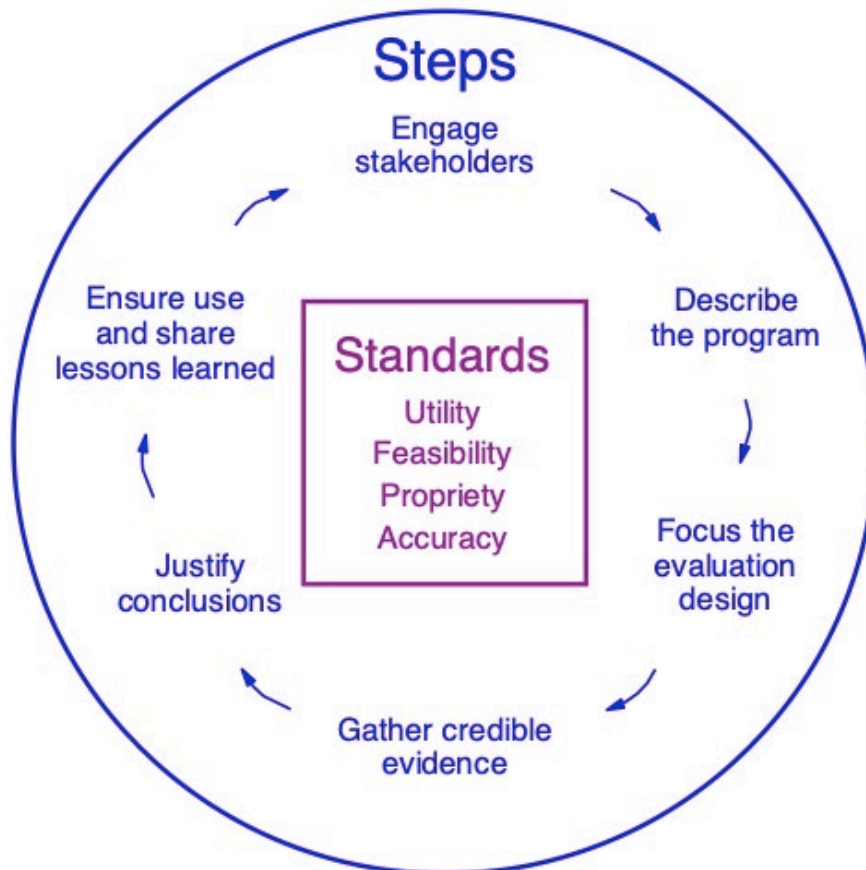 Steps
Engage
stakeholders
Describe
the program
Focus the
evaluation
design
Gather credible
evidence
Justify
conclusions
Ensure use
and share
lessons learned
Standards
Utility
Feasibility
Propriety
Accuracy